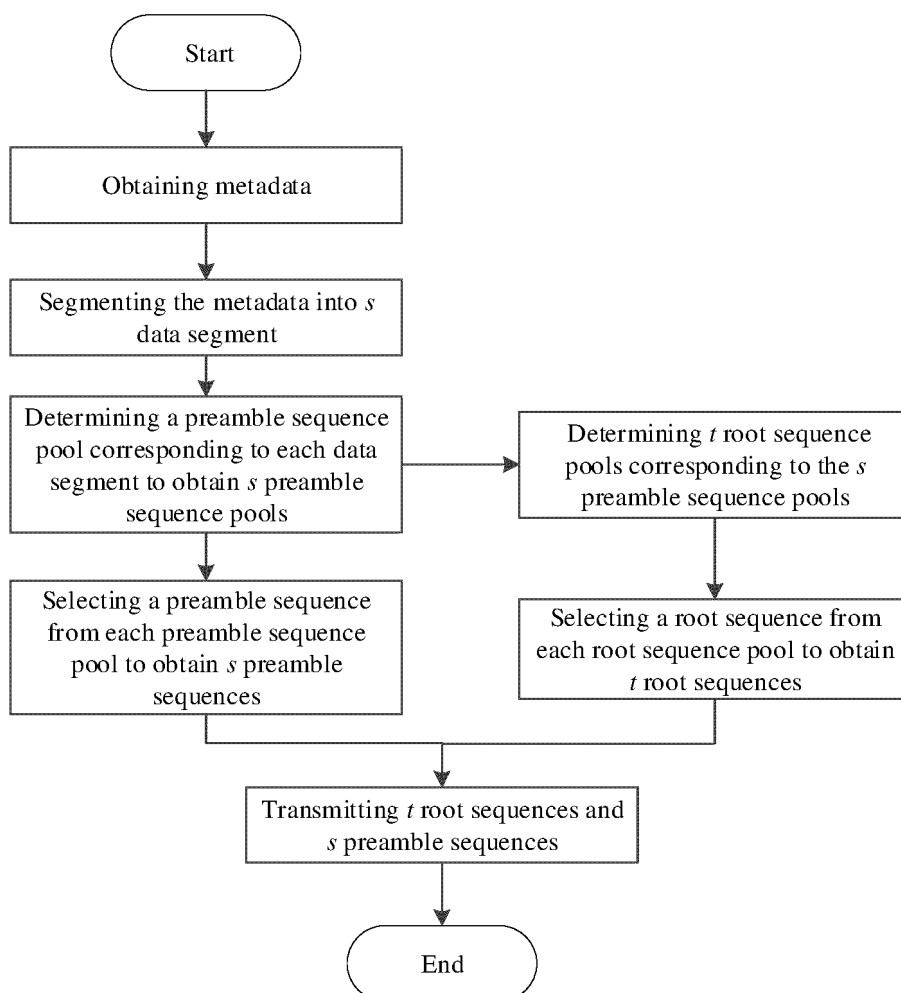 Start
Obtaining metadata
Segmenting the metadata into s
data segment
Determining a preamble sequence
pool corresponding to each data
segment to obtain s preamble
sequence pools
Determining t root sequence
pools corresponding to the s
preamble sequence pools
Selecting a preamble sequence
from each preamble sequence
pool to obtain s preamble
sequences
Selecting a root sequence from
each root sequence pool to obtain
t root sequences
Transmitting t root sequences and
s preamble sequences
End